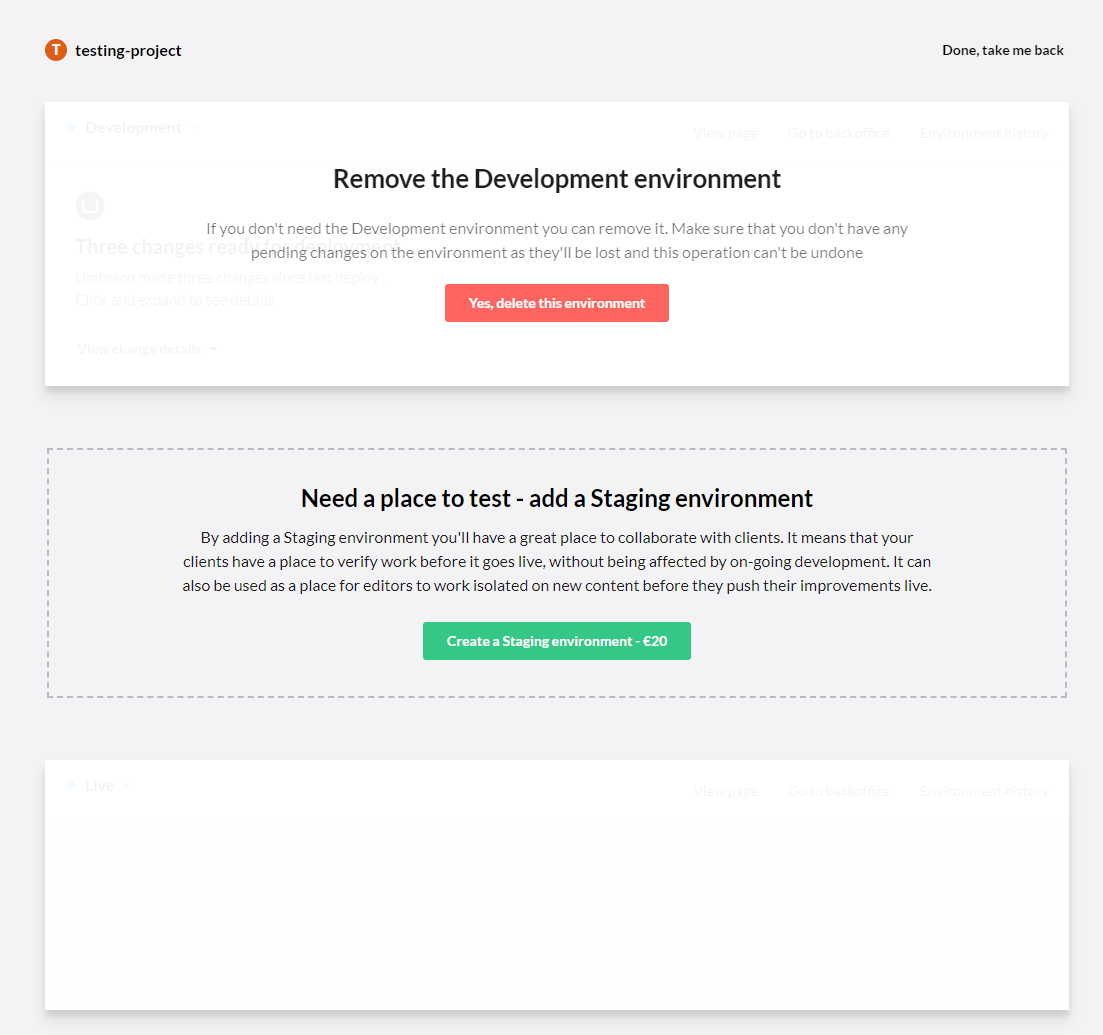 T testing-project
Done, take me back
Development
View page Go to backoffice Environment history
Remove the Development environment
If you don't need the Development environment you can remove it. Make sure that you don't have any
pending changes on the environment as they'll be lost and this operation can't be undone
Three changes ready for deployment
Umbraco made three changes since last deploy.
Click and expand to see details
Yes, delete this environment
View change details
Need a place to test - add a Staging environment
By adding a Staging environment you'll have a great place to collaborate with clients. It means that your
clients have a place to verify work before it goes live, without being affected by on-going development. It can
also be used as a place for editors to work isolated on new content before they push their improvements live.
Create a Staging environment - €20
Live
View page Go to backoffice Environment history